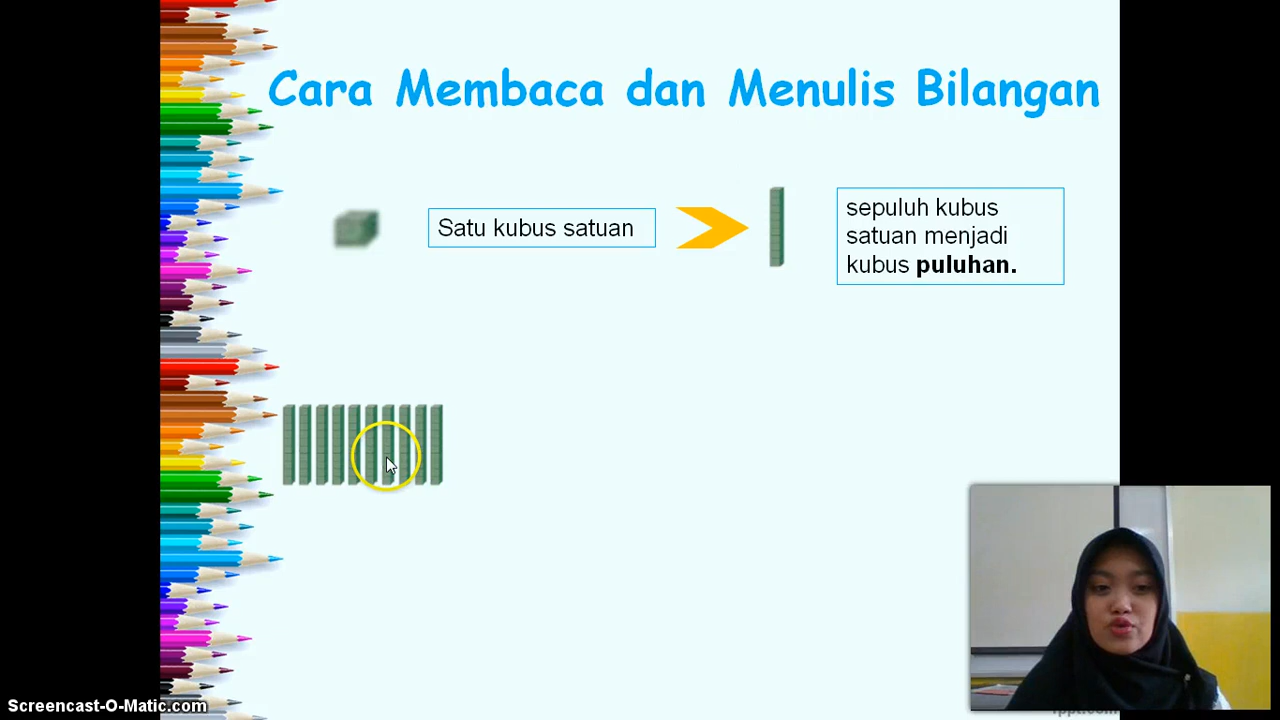 Cara Membaca dan Menulis Bilangan
Satu kubus satuan
sepuluh kubus
satuan menjadi
kubus puluhan.
Screencast-O-Matic.com